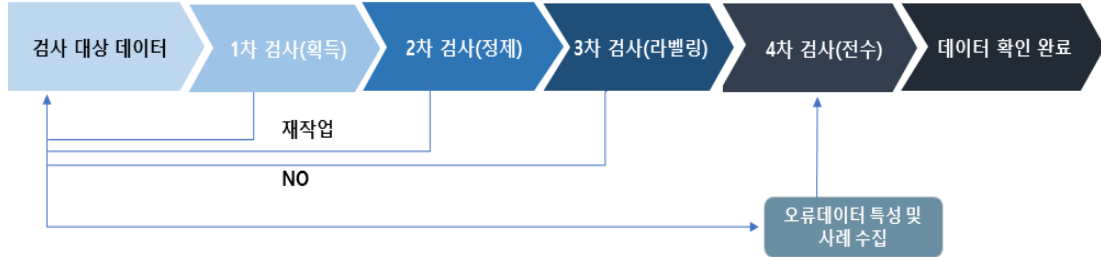 검사 대상 데이터
1차 검사(획득)
2차 검사(정제)
3차 검사(라벨링)
4차 검사(전수)
데이터 확인 완료
재작업
NO
오류데이터 특성 및
사례 수집